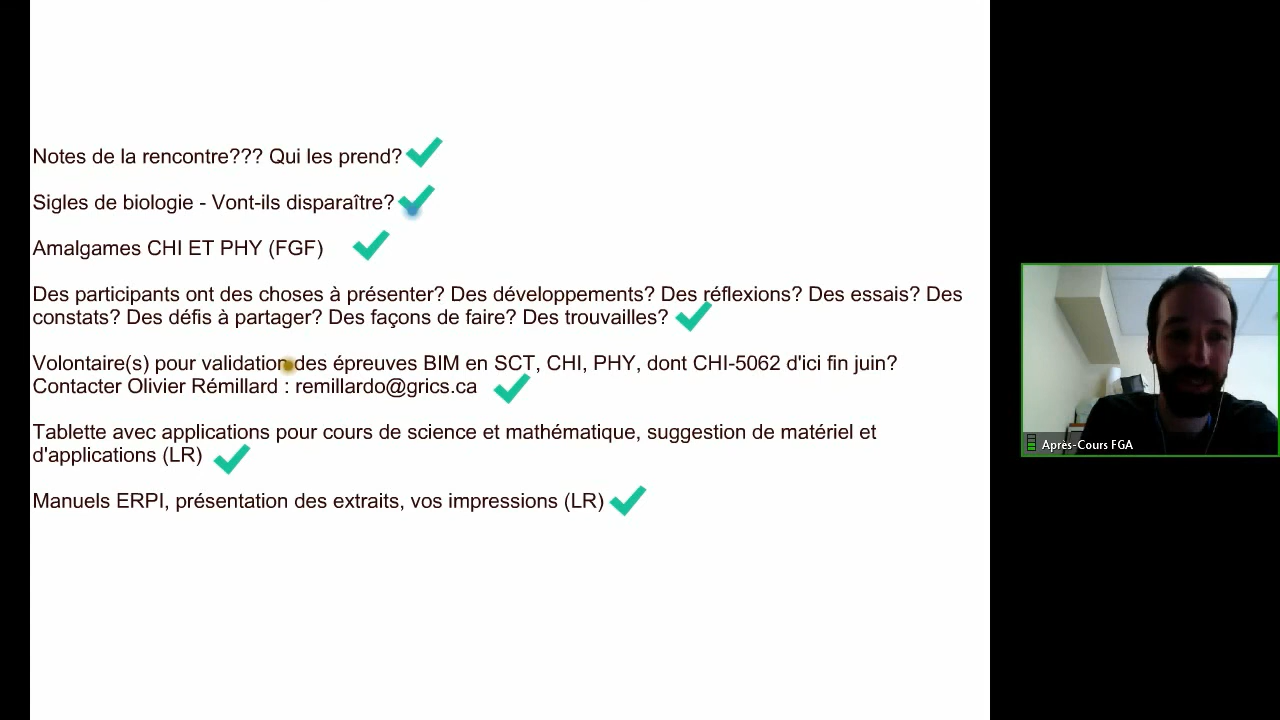 Notes de la rencontre??? Qui les prend?
Sigles de biologie - Vont-ils disparaître?
Amalgames CHI ET PHY (FGF)
Des participants ont des choses à présenter? Des développements? Des réflexions? Des essais? Des
constats? Des défis à partager? Des façons de faire? Des trouvailles?
Volontaire(s) pour validation des épreuves BIM en SCT, CHI, PHY, dont CHI-5062 d'ici fin juin?
Contacter Olivier Rémillard : remillardo@grics.ca
Tablette avec applications pour cours de science et mathématique, suggestion de matériel et
d'applications (LR)
Manuels ERPI, présentation des extraits, vos impressions (LR)
Après-Cours FGA